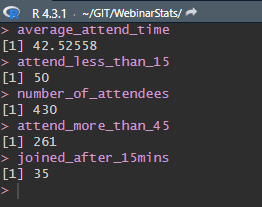 R 4.3.1 · ~/GIT/WebinarStats/
> average_attend_time
[1] 42.52558
> attend_less_than_15
[1] 50
> number_of_attendees
[1] 430
> attend_more_than_45
[1] 261
> joined_after_15mins
[1] 35
>